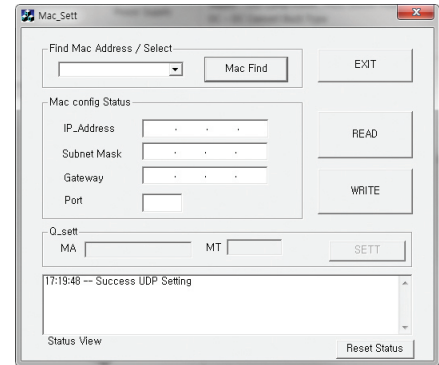 Mac_Sett
Find Mac Address / Select
Mac Find
EXIT
Mac config Status
IP_Address
Subnet Mask
Gateway
Port
READ
WRITE
Q_sett
MA
MT
SETT
17:19:48 -- Success UDP Setting
Status View
Reset Status